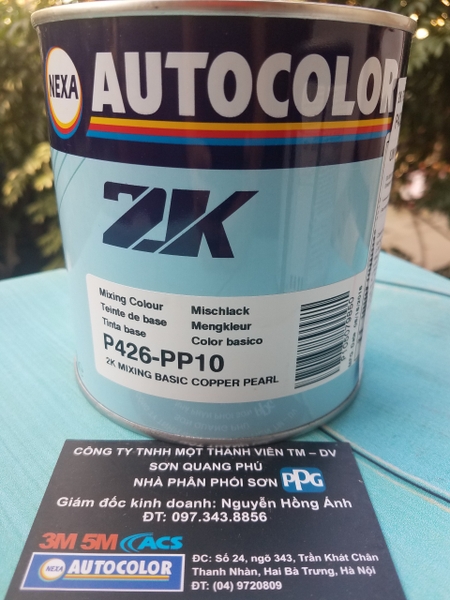 NEXA
AUTOCOLOR
2K
Mixing Colour Mischlack
Teinte de base Mengkleur
Tinta base Color basico
P426-PP10
2K MIXING BASIC COPPER PEARL
CÔNG TY TNHH MỘT THÀNH VIÊN TM – DV
SƠN QUANG PHÚ
NHÀ PHÂN PHỐI SƠN PPG
Giám đốc kinh doanh: Nguyễn Hồng Ánh
ĐT: 097.343.8856
3M 5M ACS
NEXA AUTOCOLOR
ĐC: Số 24, ngõ 343, Trần Khát Chân
Thanh Nhàn, Hai Bà Trưng, Hà Nội
ĐT: (04) 9720809